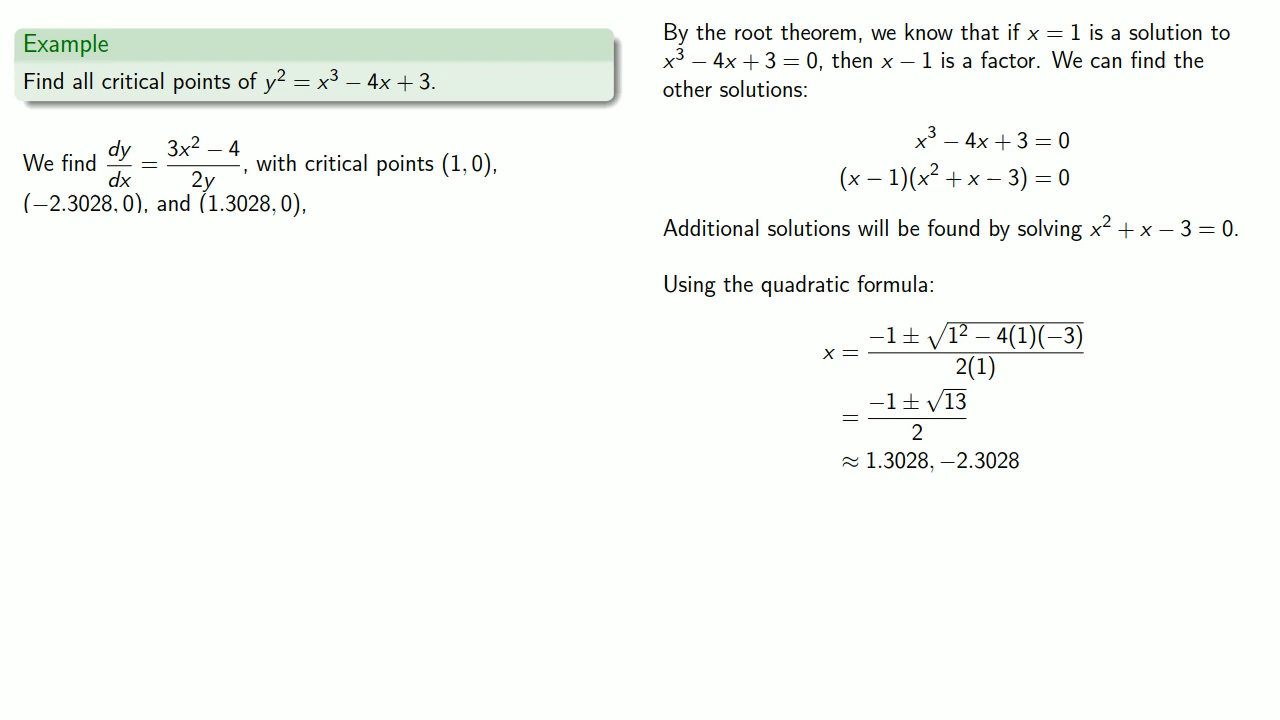 Example
Find all critical points of y² = x³ − 4x + 3.
We find dy/dx = (3x² − 4)/(2y), with critical points (1, 0),
(−2.3028, 0), and (1.3028, 0),
By the root theorem, we know that if x = 1 is a solution to
x³ − 4x + 3 = 0, then x − 1 is a factor. We can find the
other solutions:
x³ − 4x + 3 = 0
(x − 1)(x² + x − 3) = 0
Additional solutions will be found by solving x² + x − 3 = 0.
Using the quadratic formula:
x = (−1 ± √(1² − 4(1)(−3)))/(2(1))
= (−1 ± √13)/2
≈ 1.3028, −2.3028